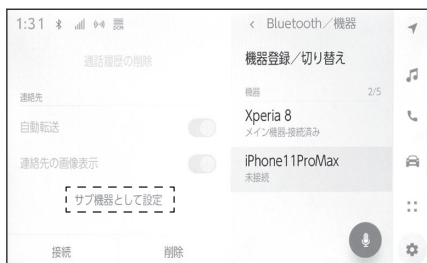 1:31
通話履歴の削除
連絡先
自動転送
連絡先の画像表示
サブ機器として設定
接続 削除
< Bluetooth／機器
機器登録／切り替え
機器 2/5
Xperia 8
メイン機器-接続済み
iPhone11ProMax
未接続